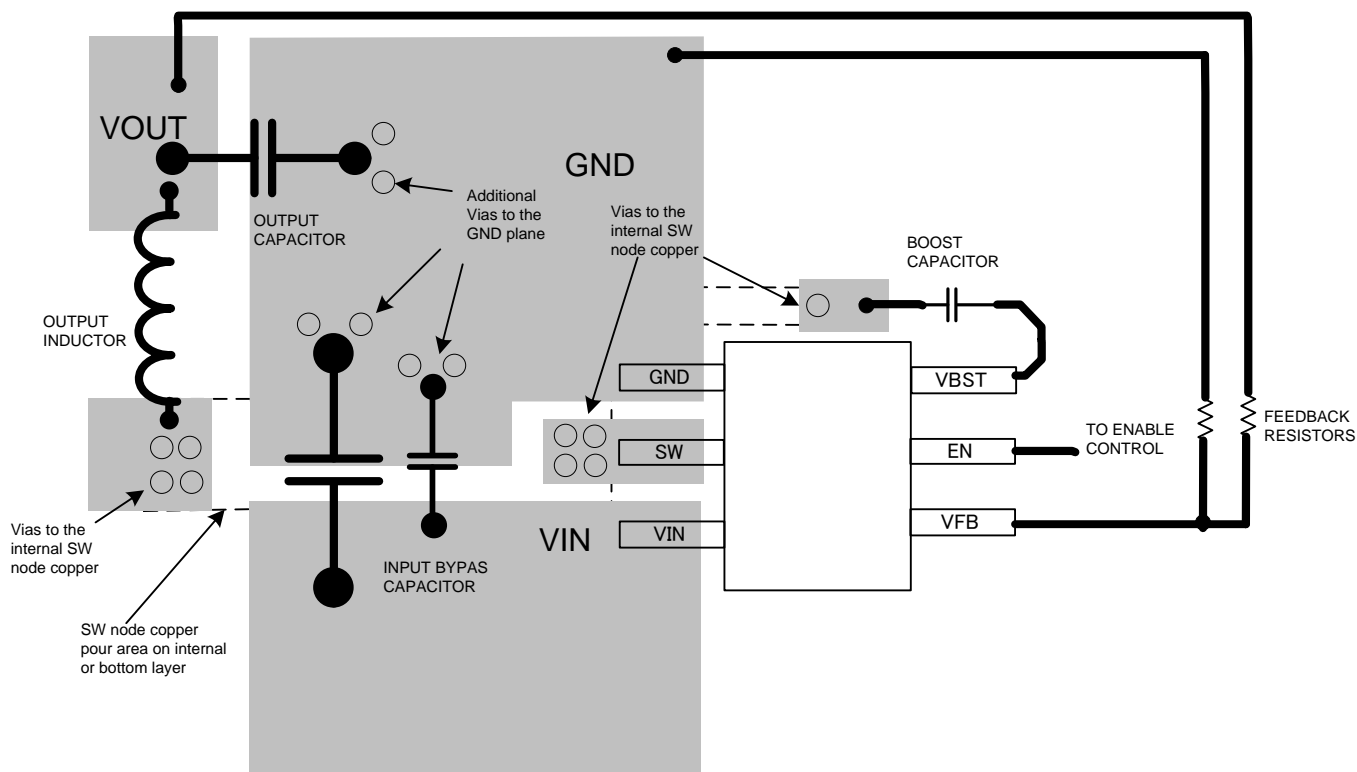 VOUT
GND
Additional
Vias to the
GND plane
Vias to the
internal SW
node copper
OUTPUT
CAPACITOR
BOOST
CAPACITOR
OUTPUT
INDUCTOR
GND
VBST
TO ENABLE
CONTROL
FEEDBACK
RESISTORS
SW
EN
VIN
VIN
VFB
Vias to the
internal SW
node copper
INPUT BYPAS
CAPACITOR
SW node copper
pour area on internal
or bottom layer